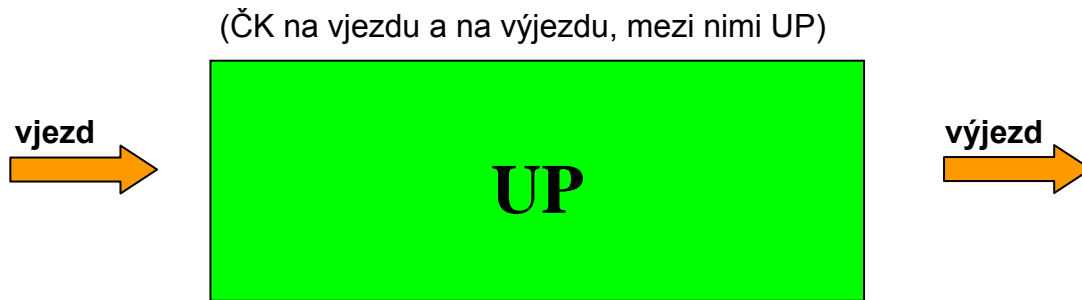 (ČK na vjezdu a na výjezdu, mezi nimi UP)
vjezd
výjezd
UP